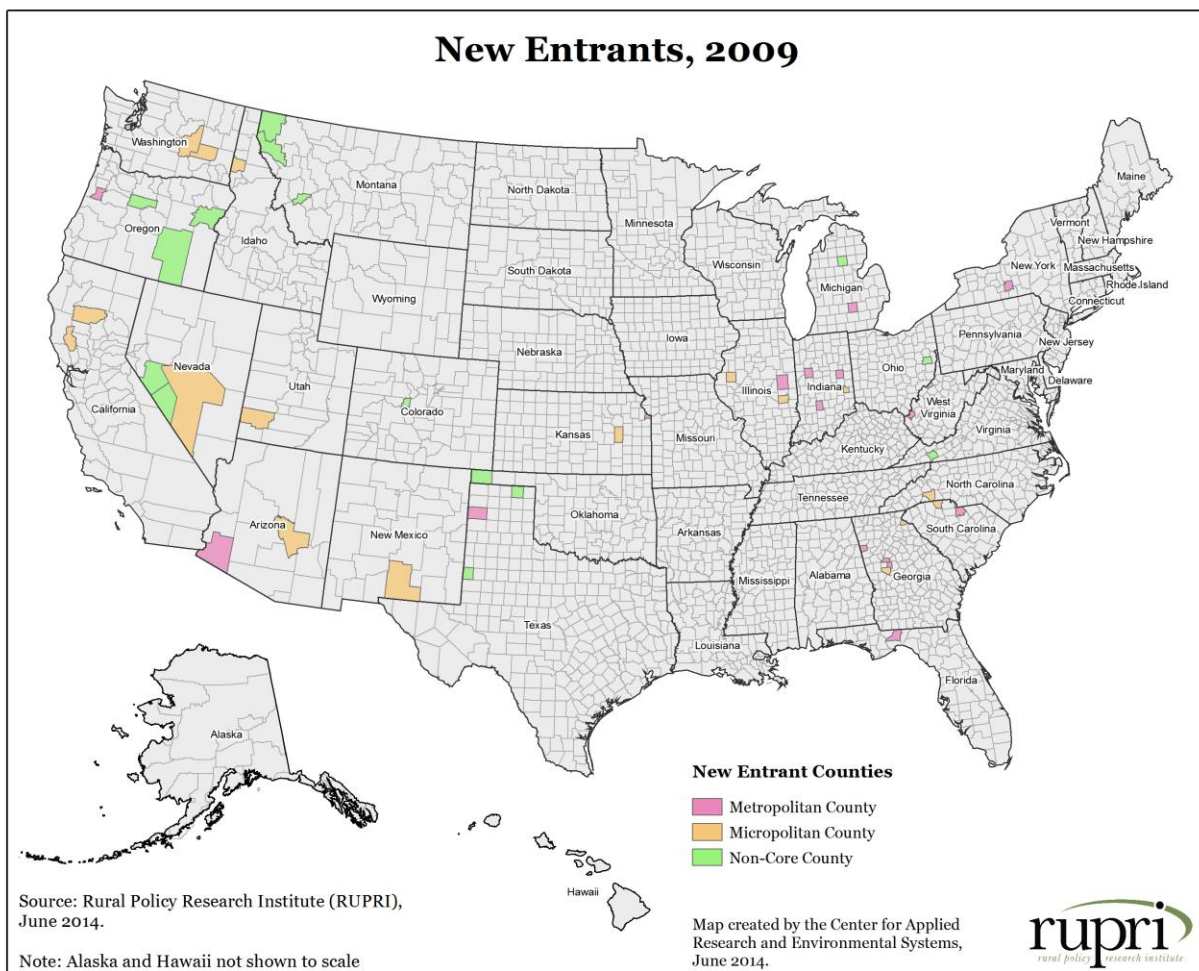 New Entrants, 2009
Washington
Montana
North Dakota
Minnesota
Maine
Oregon
Idaho
South Dakota
Wisconsin
Michigan
Vermont
New Hampshire
New York
Massachusetts
Rhode Island
Connecticut
Wyoming
Iowa
Pennsylvania
New Jersey
Nebraska
Nevada
Utah
Colorado
Illinois
Indiana
Ohio
Maryland
Delaware
West
Virginia
Virginia
California
Kansas
Missouri
Kentucky
North Carolina
Tennessee
Arizona
New Mexico
Oklahoma
Arkansas
South Carolina
Mississippi
Alabama
Georgia
Texas
Louisiana
Florida
Alaska
Hawaii
New Entrant Counties
Metropolitan County
Micropolitan County
Non-Core County
Source: Rural Policy Research Institute (RUPRI),
June 2014.
Note: Alaska and Hawaii not shown to scale
Map created by the Center for Applied
Research and Environmental Systems,
June 2014.
rupri
rural policy research institute